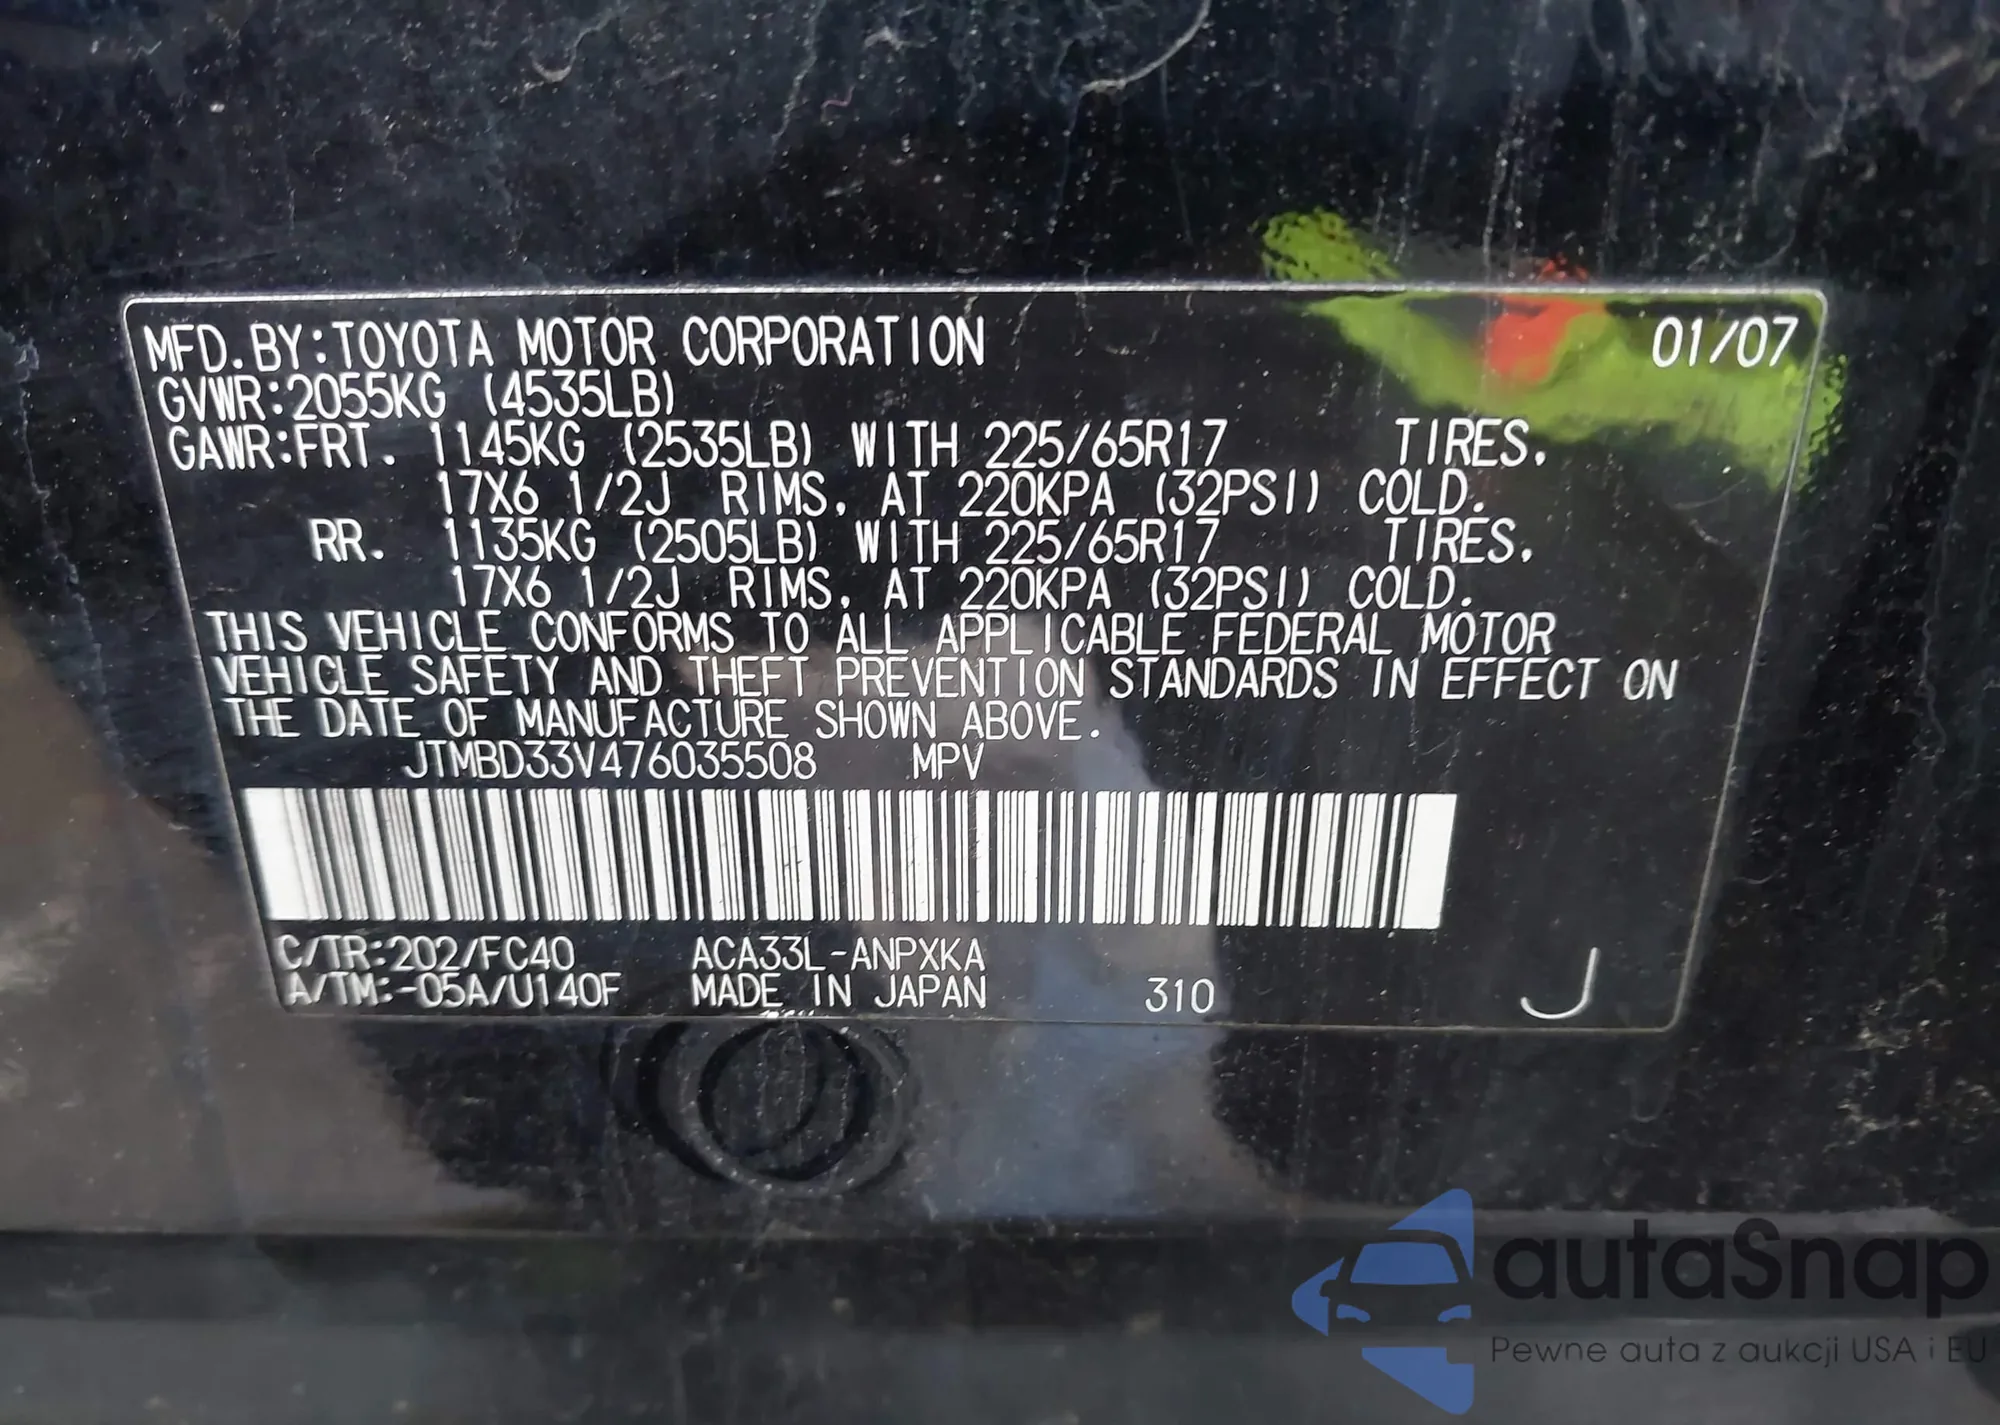 MFD.BY:TOYOTA MOTOR CORPORATION 01/07
GVWR:2055KG (4535LB)
GAWR:FRT. 1145KG (2535LB) WITH 225/65R17 TIRES,
17X6 1/2J RIMS, AT 220KPA (32PSI) COLD.
RR. 1135KG (2505LB) WITH 225/65R17 TIRES,
17X6 1/2J RIMS, AT 220KPA (32PSI) COLD.
THIS VEHICLE CONFORMS TO ALL APPLICABLE FEDERAL MOTOR
VEHICLE SAFETY AND THEFT PREVENTION STANDARDS IN EFFECT ON
THE DATE OF MANUFACTURE SHOWN ABOVE.
JTMBD33V476035508 MPV
C/TR:202/FC40 ACA33L-ANPXKA
A/TM:-05A/U140F MADE IN JAPAN 310 J
autaSnap
Pewne auta z aukcji USA i EU